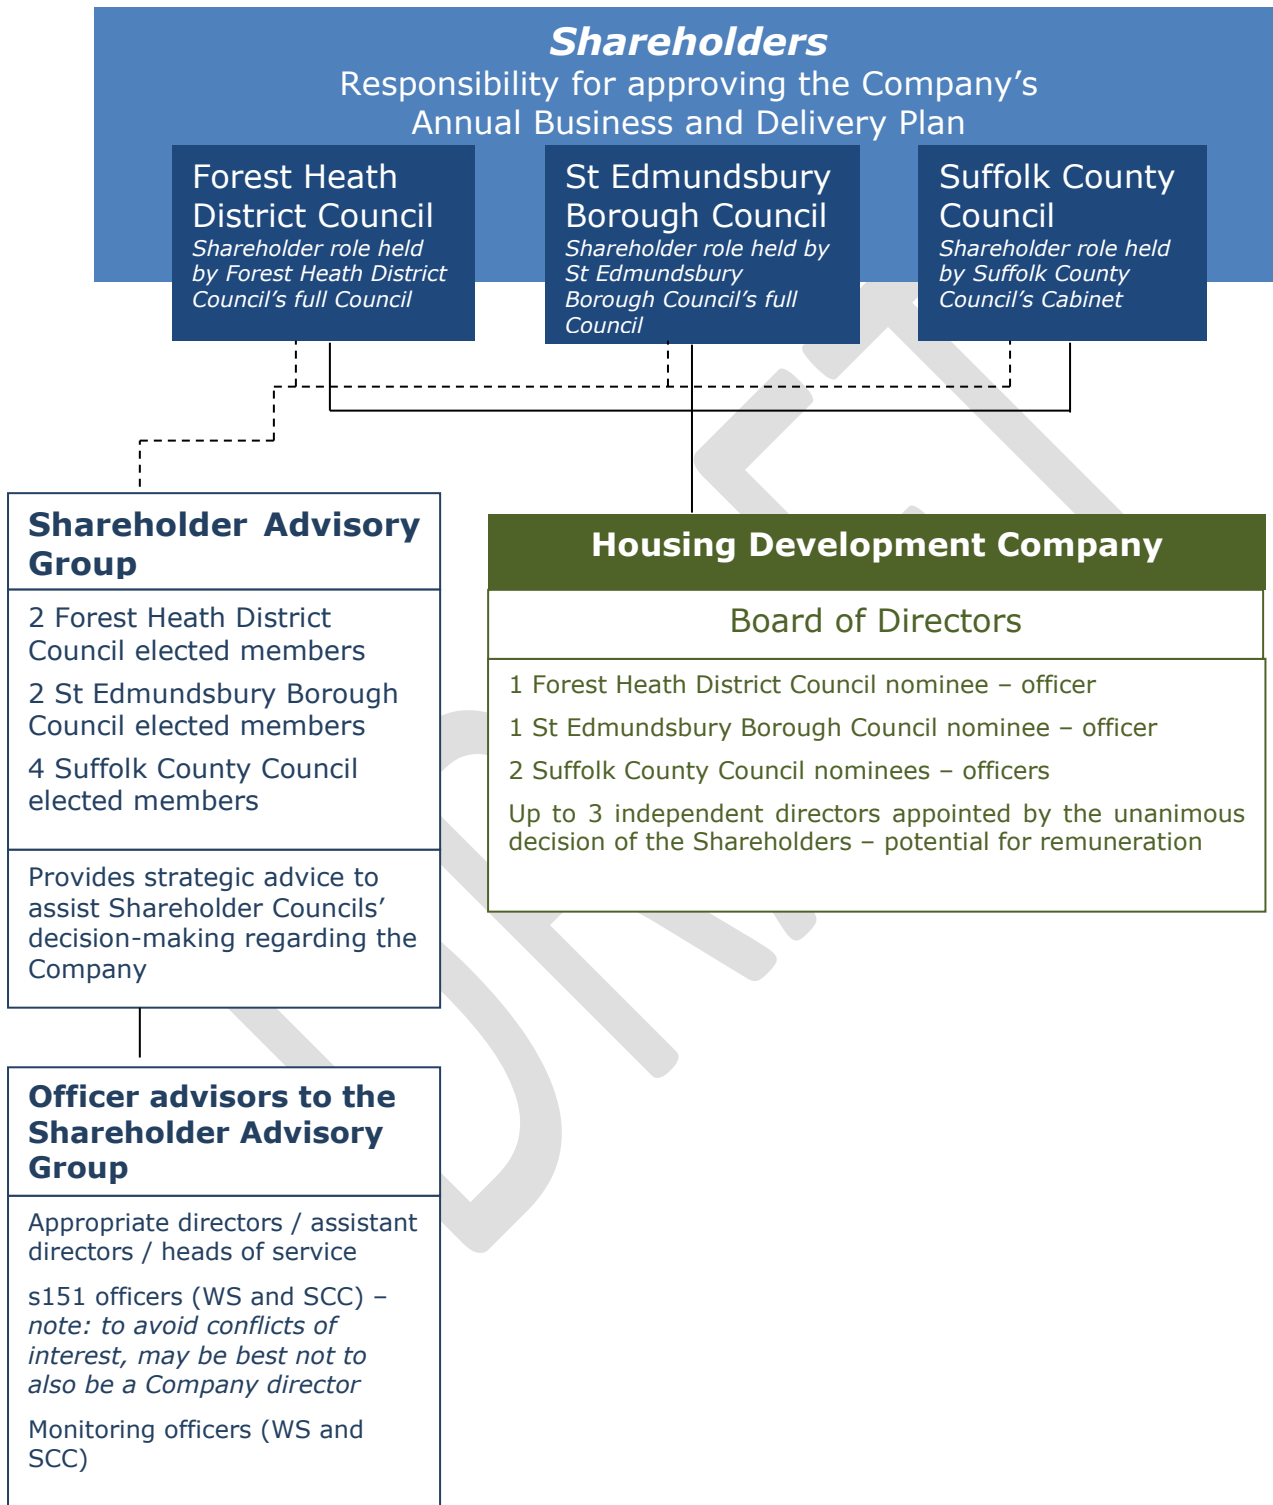 Shareholders
Responsibility for approving the Company’s
Annual Business and Delivery Plan
Forest Heath
District Council
Shareholder role held
by Forest Heath District
Council’s full Council
St Edmundsbury
Borough Council
Shareholder role held by
St Edmundsbury
Borough Council’s full
Council
Suffolk County
Council
Shareholder role held
by Suffolk County
Council’s Cabinet
Shareholder Advisory
Group
2 Forest Heath District
Council elected members
2 St Edmundsbury Borough
Council elected members
4 Suffolk County Council
elected members
Provides strategic advice to
assist Shareholder Councils’
decision-making regarding the
Company
Housing Development Company
Board of Directors
1 Forest Heath District Council nominee – officer
1 St Edmundsbury Borough Council nominee – officer
2 Suffolk County Council nominees – officers
Up to 3 independent directors appointed by the unanimous
decision of the Shareholders – potential for remuneration
Officer advisors to the
Shareholder Advisory
Group
Appropriate directors / assistant
directors / heads of service
s151 officers (WS and SCC) –
note: to avoid conflicts of
interest, may be best not to
also be a Company director
Monitoring officers (WS and
SCC)
DRAFT